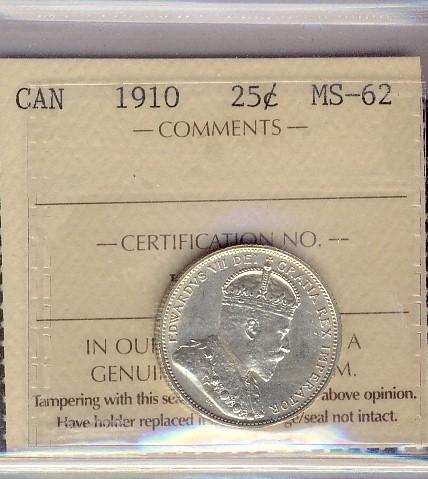 CAN 1910 25¢ MS-62
— COMMENTS —
— CERTIFICATION NO. —
EDWARDVS VII DEI GRATIA REX IMPERATOR
IN OUR A
GENUI M.
Tampering with this sea above opinion.
Have holder replaced i ge/seal not intact.